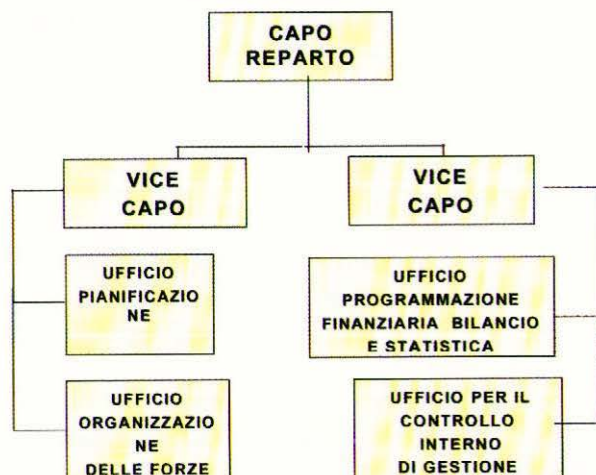 CAPO
REPARTO
VICE
CAPO
VICE
CAPO
UFFICIO
PIANIFICAZIO
NE
UFFICIO
PROGRAMMAZIONE
FINANZIARIA BILANCIO
E STATISTICA
UFFICIO
ORGANIZZAZIO
NE
DELLE FORZE
UFFICIO PER IL
CONTROLLO
INTERNO
DI GESTIONE